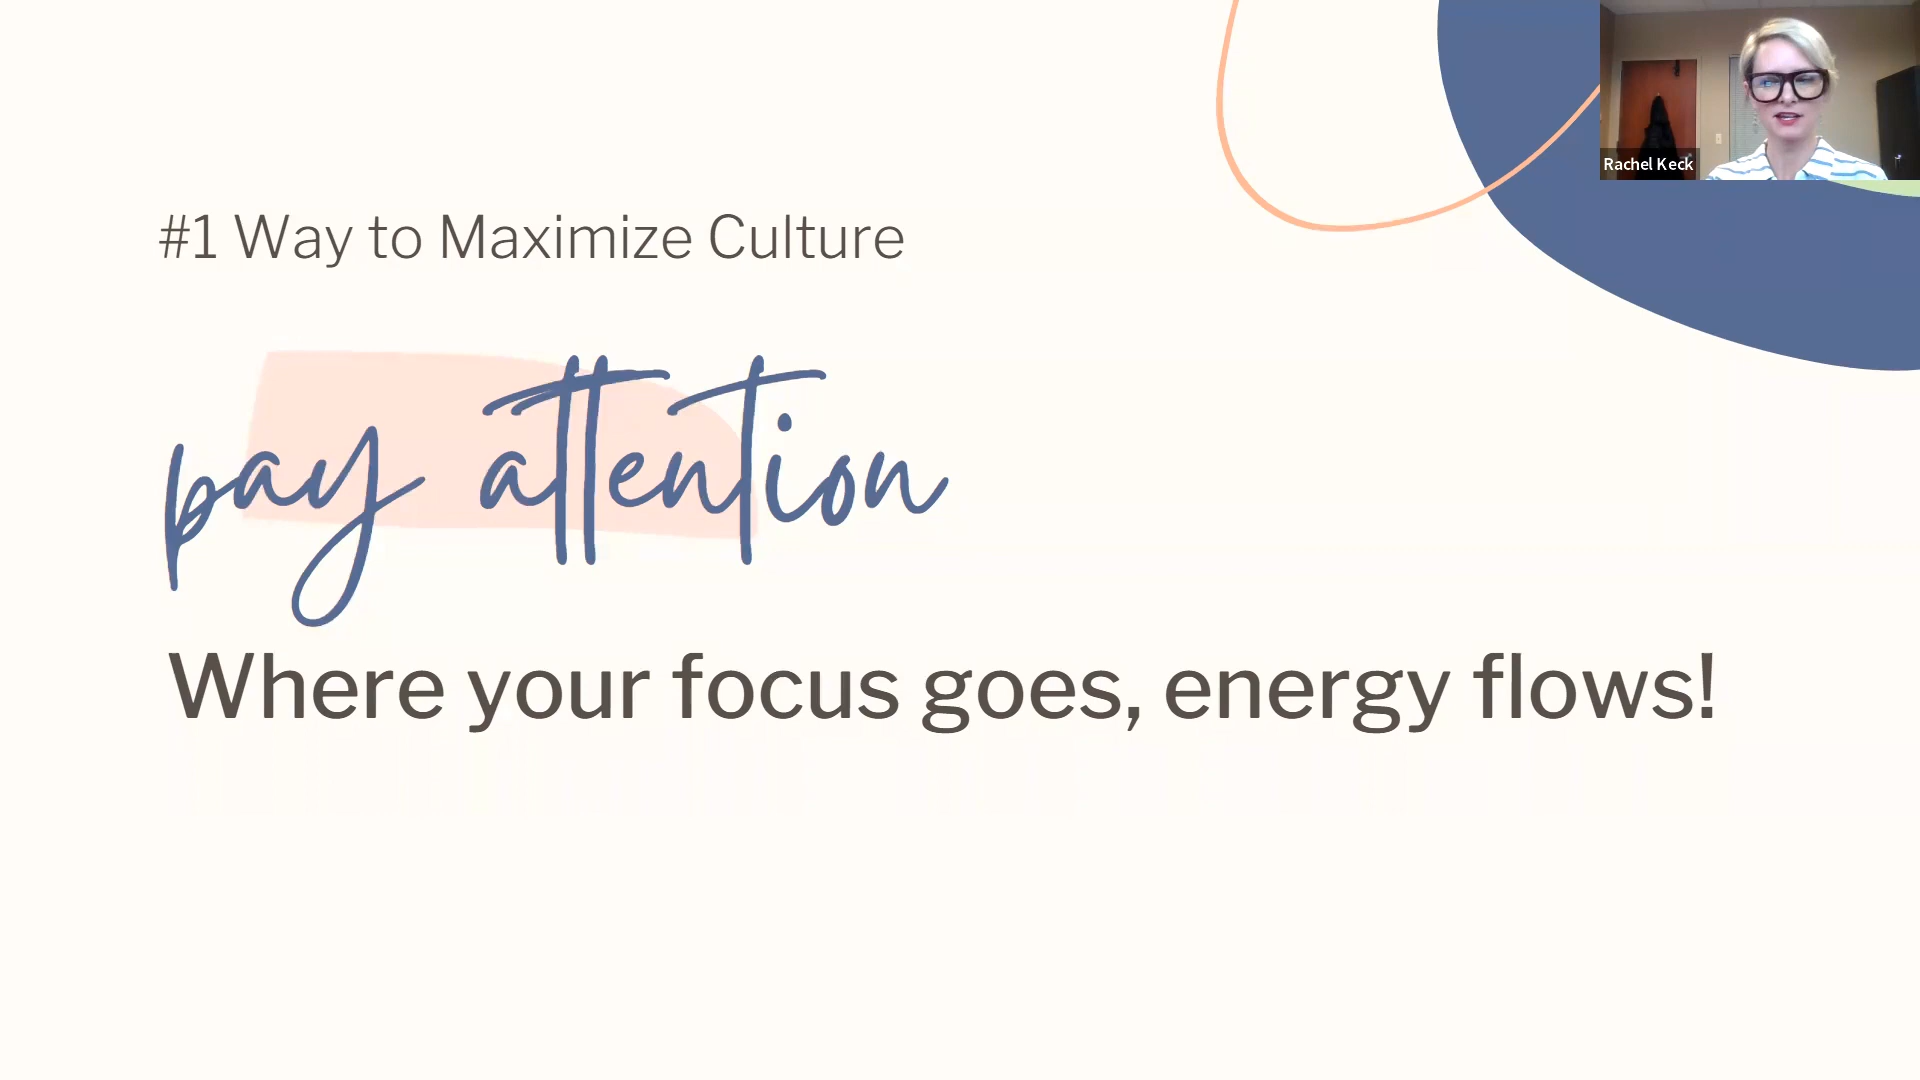 Rachel Keck
#1 Way to Maximize Culture
pay attention
Where your focus goes, energy flows!